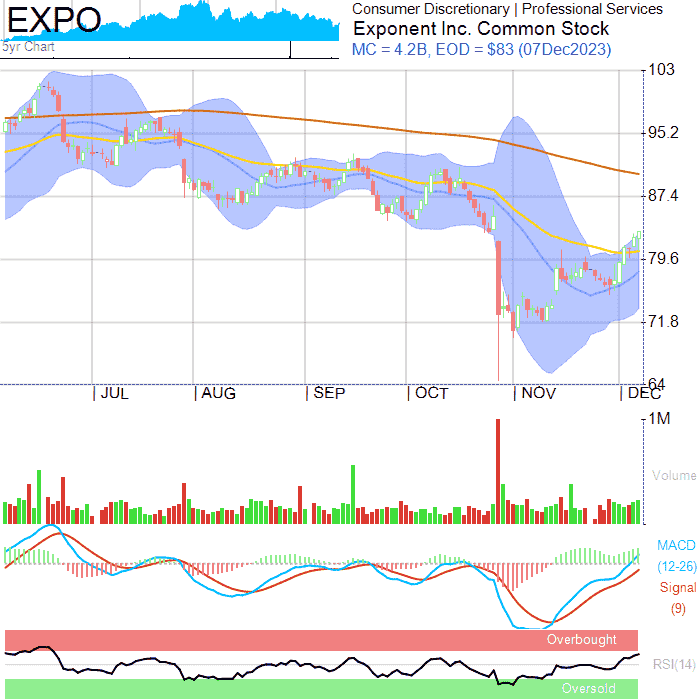 EXPO
5yr Chart
Consumer Discretionary | Professional Services
Exponent Inc. Common Stock
MC = 4.2B, EOD = $83 (07Dec2023)
103
95.2
87.4
79.6
71.8
64
| JUL | AUG | SEP | OCT | NOV | DEC
1M
Volume
MACD
(12-26)
Signal
(9)
Overbought
RSI(14)
Oversold